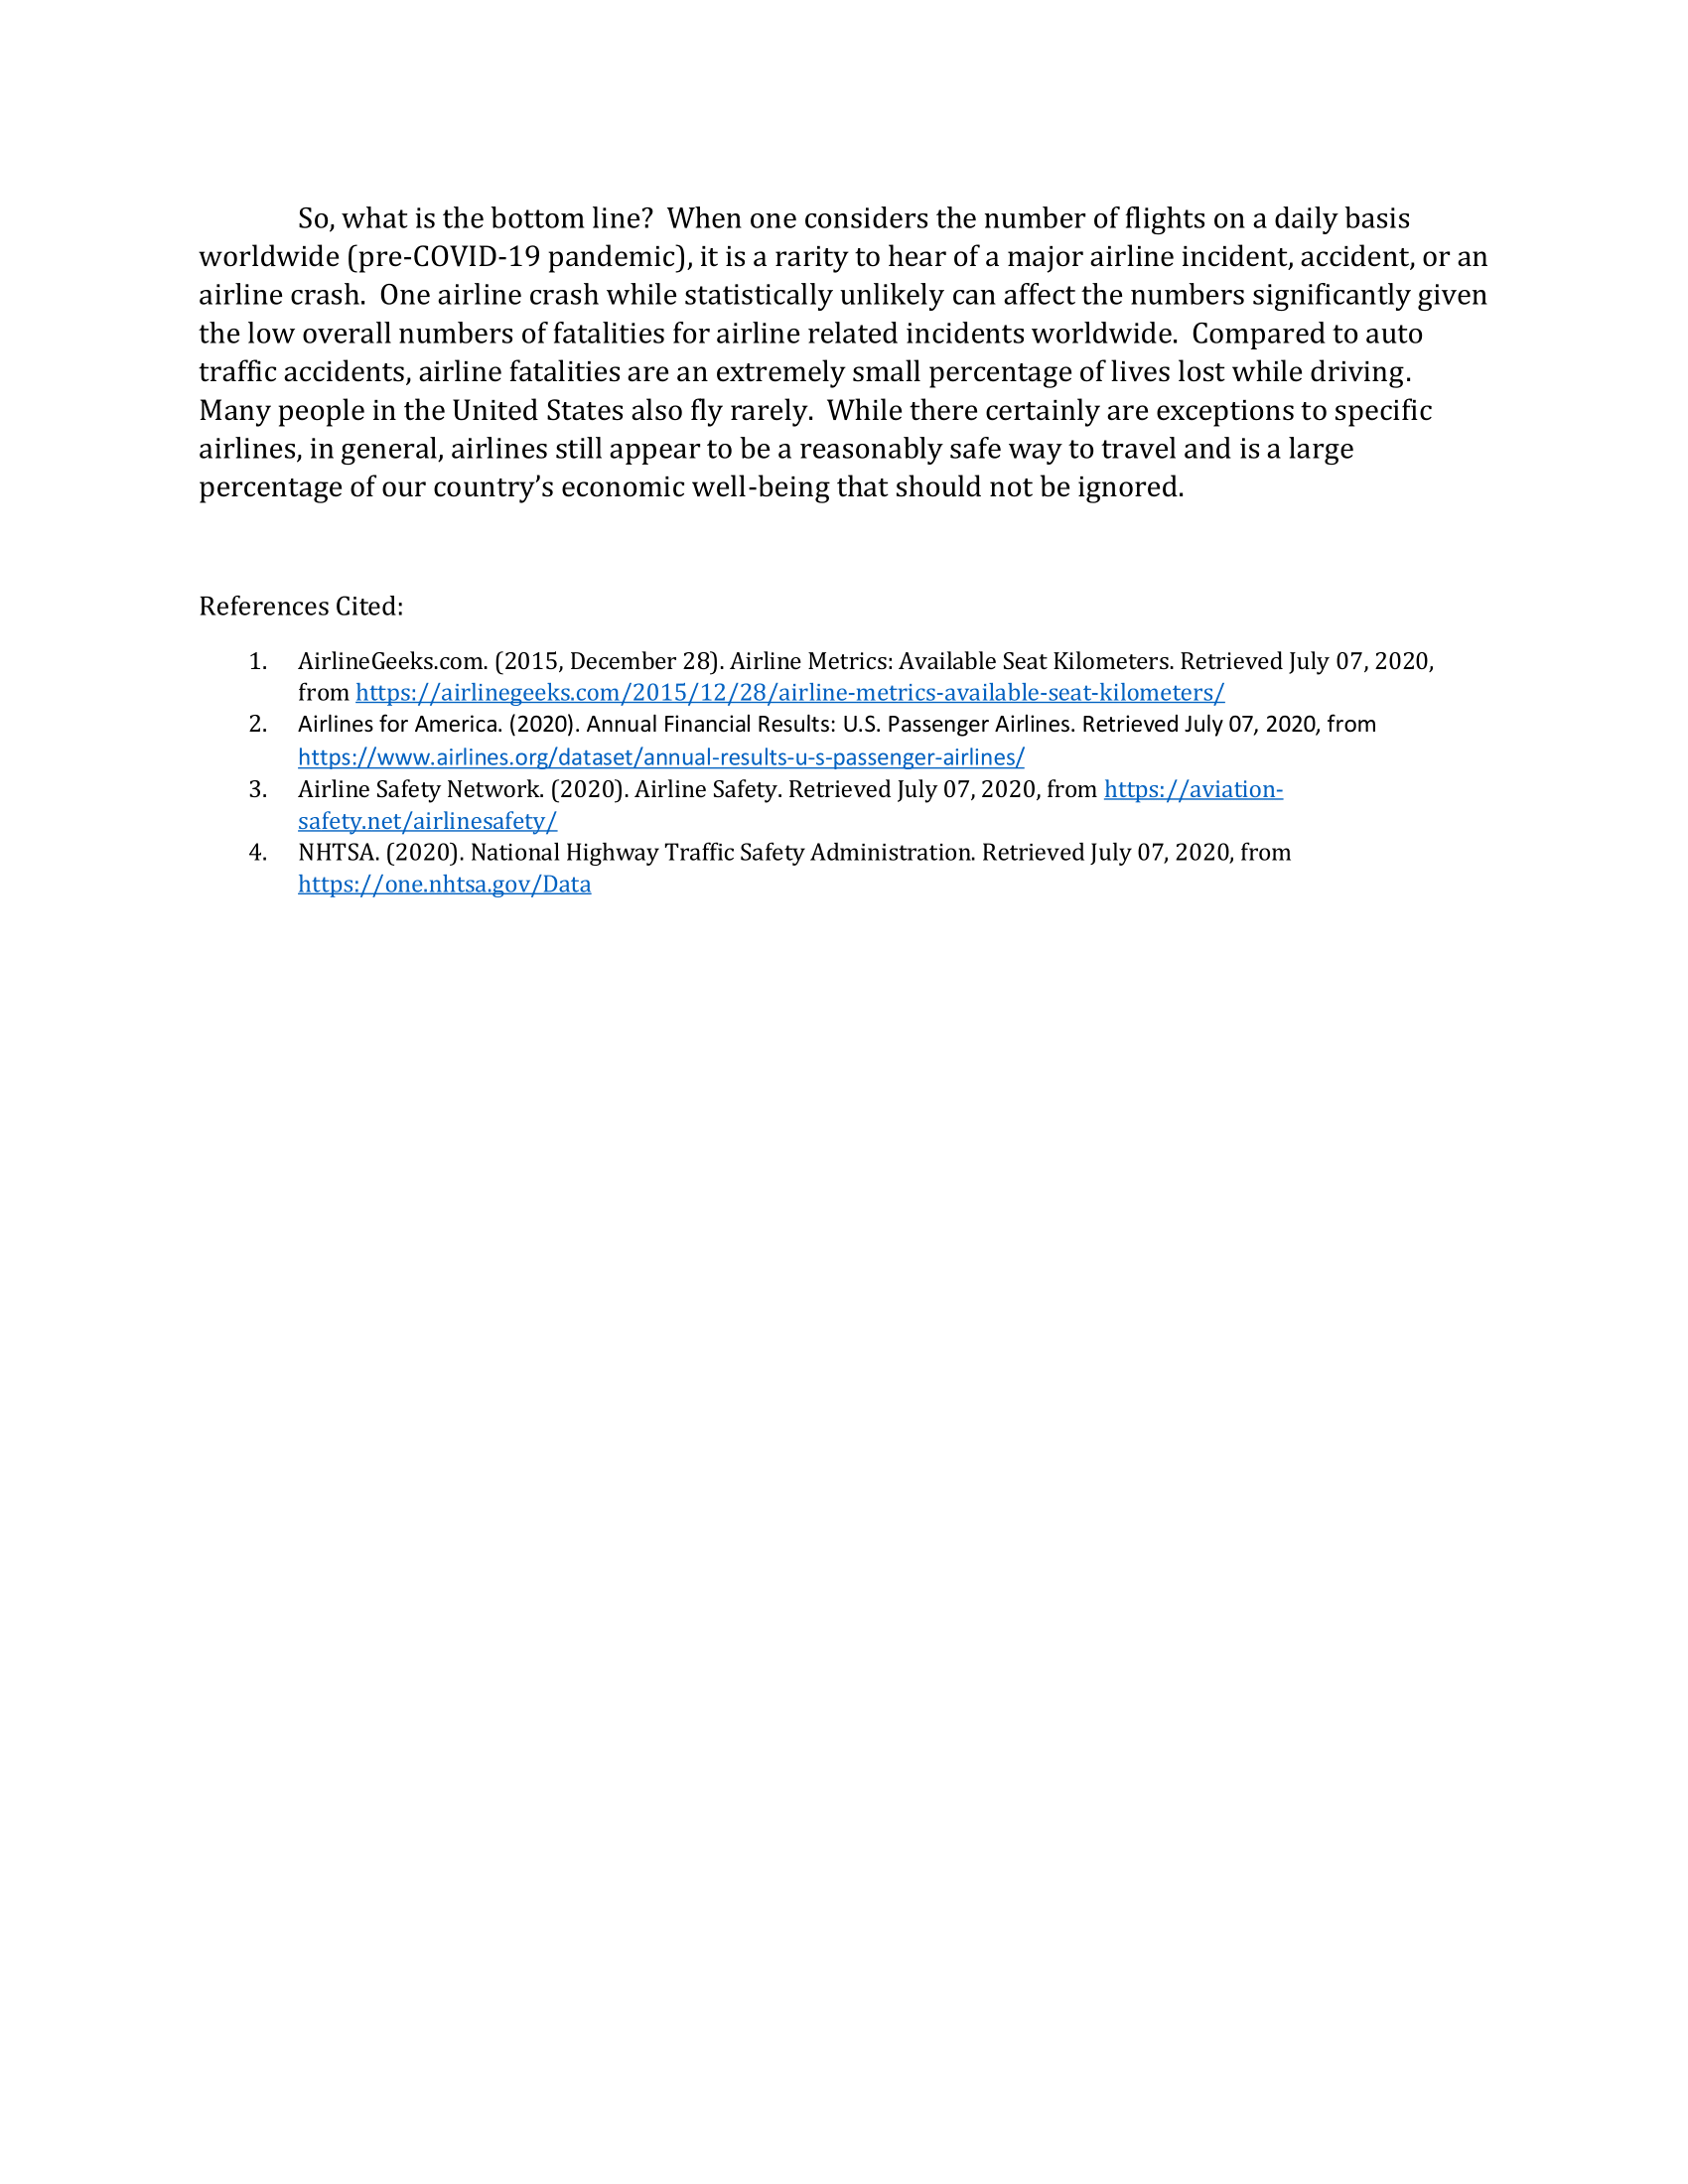 So, what is the bottom line?  When one considers the number of flights on a daily basis
worldwide (pre-COVID-19 pandemic), it is a rarity to hear of a major airline incident, accident, or an
airline crash.  One airline crash while statistically unlikely can affect the numbers significantly given
the low overall numbers of fatalities for airline related incidents worldwide.  Compared to auto
traffic accidents, airline fatalities are an extremely small percentage of lives lost while driving.
Many people in the United States also fly rarely.  While there certainly are exceptions to specific
airlines, in general, airlines still appear to be a reasonably safe way to travel and is a large
percentage of our country’s economic well-being that should not be ignored.
References Cited:
1. AirlineGeeks.com. (2015, December 28). Airline Metrics: Available Seat Kilometers. Retrieved July 07, 2020,
from https://airlinegeeks.com/2015/12/28/airline-metrics-available-seat-kilometers/
2. Airlines for America. (2020). Annual Financial Results: U.S. Passenger Airlines. Retrieved July 07, 2020, from
https://www.airlines.org/dataset/annual-results-u-s-passenger-airlines/
3. Airline Safety Network. (2020). Airline Safety. Retrieved July 07, 2020, from https://aviation-
safety.net/airlinesafety/
4. NHTSA. (2020). National Highway Traffic Safety Administration. Retrieved July 07, 2020, from
https://one.nhtsa.gov/Data